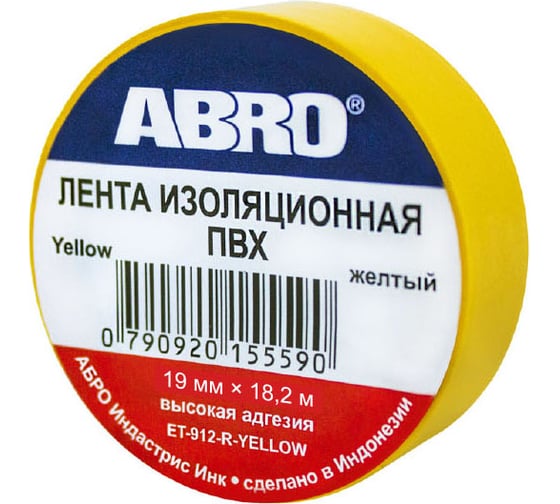 ABRO®
ЛЕНТА ИЗОЛЯЦИОННАЯ
ПВХ
Yellow
желтый
0 790920 155590
19 мм × 18,2 м
высокая адгезия
ET-912-R-YELLOW
АБРО Индастрис Инк • сделано в Индонезии